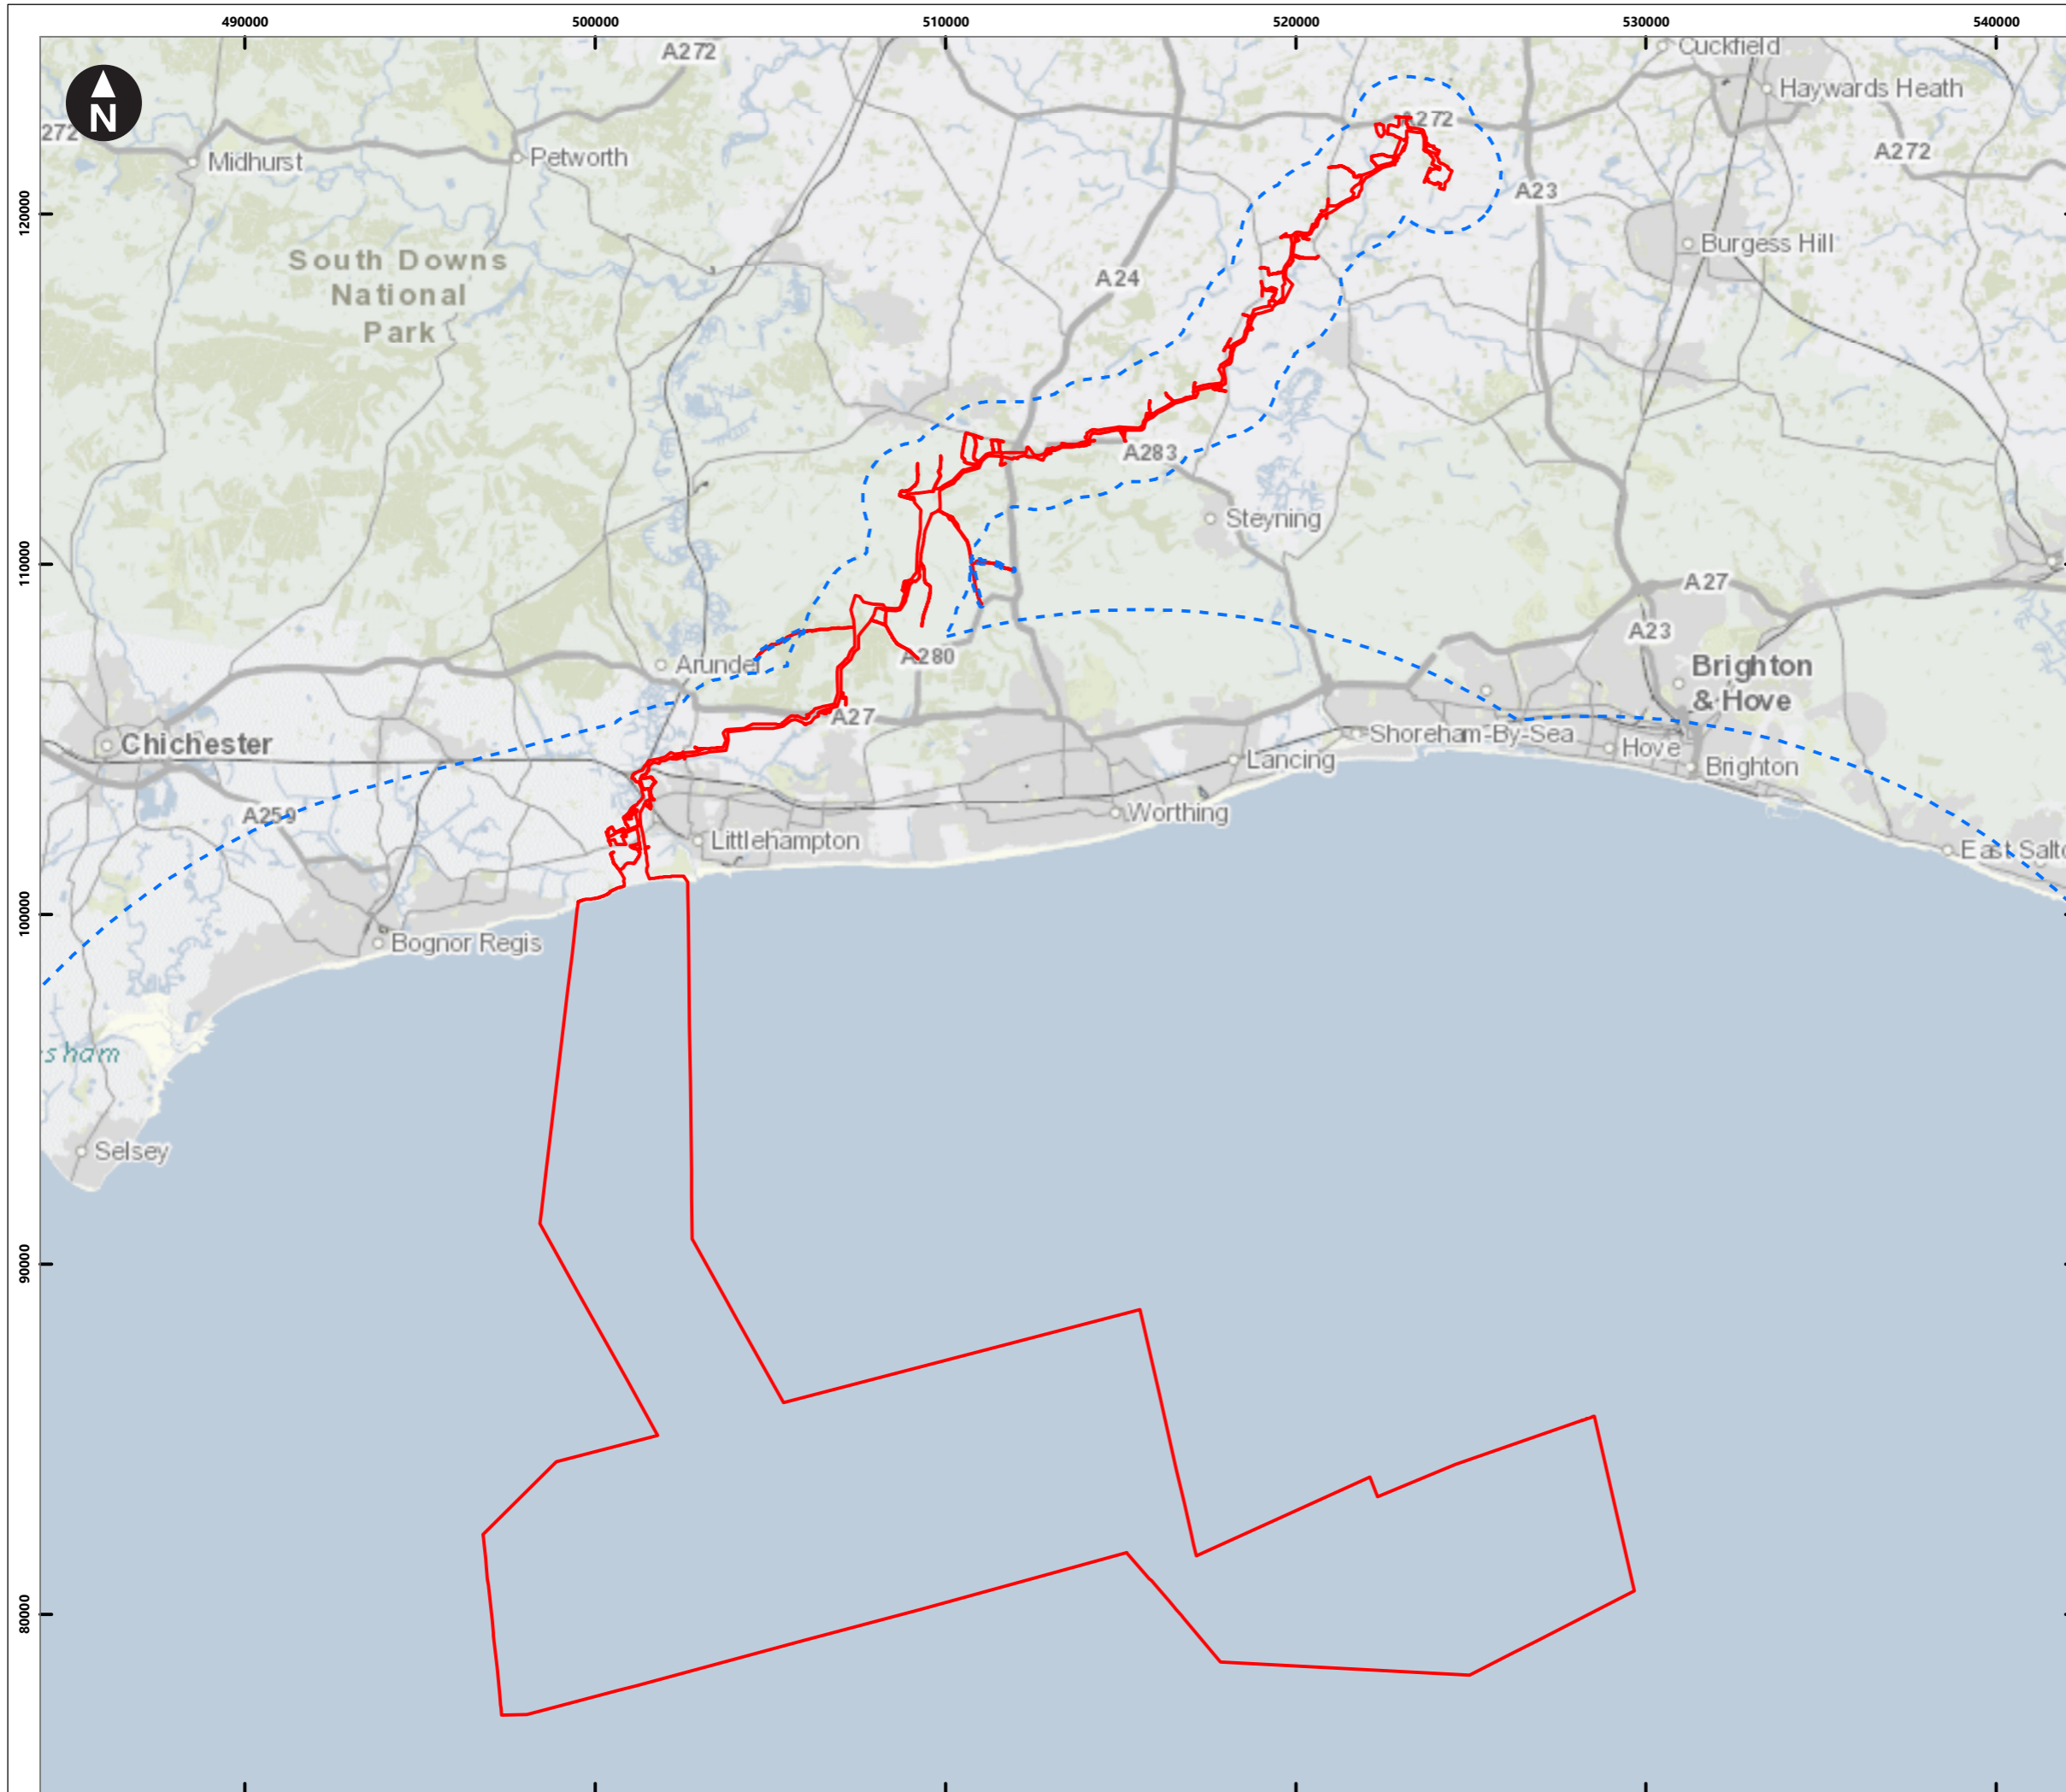 490000 500000 510000 520000 530000 540000
A272
Cuckfield
Haywards Heath
N
272
A272
Midhurst
Petworth
A272
A23
120000
Burgess Hill
South Downs
National
Park
A24
A283
Steyning
110000
A27
A23
Arundel
A280
Brighton
& Hove
A27
Chichester
Shoreham-By-Sea
Hove
Lancing
Brighton
A259
Worthing
Littlehampton
East Saltd
100000
Bognor Regis
sham
Selsey
90000
80000